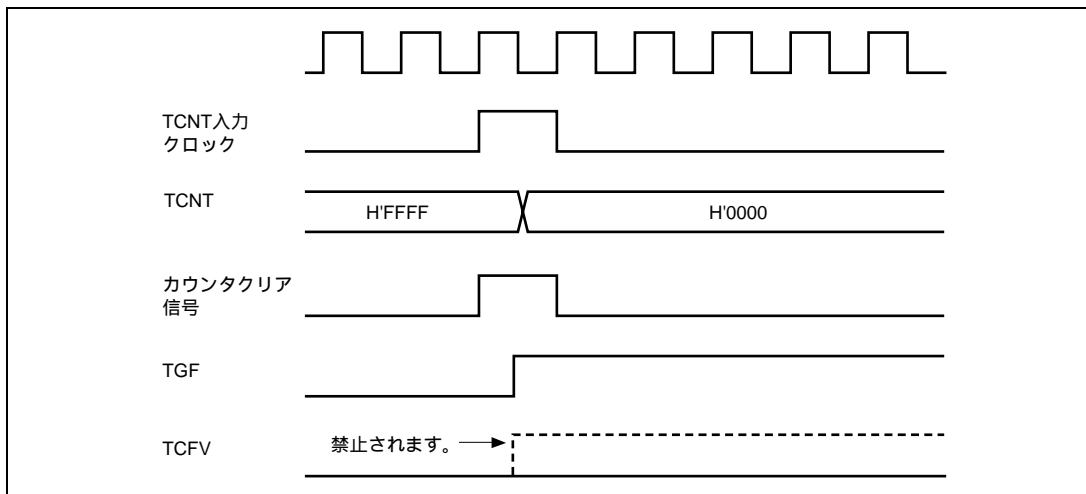 TCNT入力
クロック
TCNT
H'FFFF
H'0000
カウンタクリア
信号
TGF
TCFV
禁止されます。